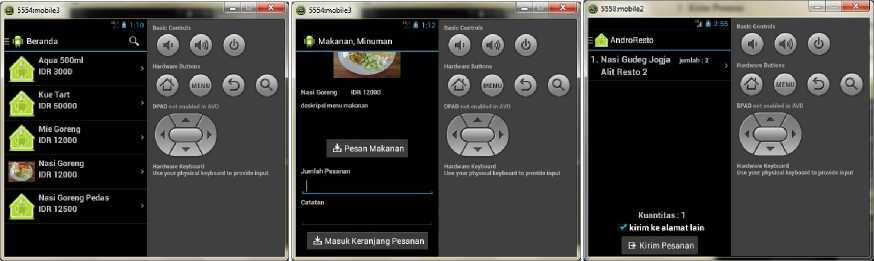 5554:mobile3
1:10
Beranda
Aqua 500ml
IDR 3000
Kue Tart
IDR 50000
Mie Goreng
IDR 12000
Nasi Goreng
IDR 12000
Nasi Goreng Pedas
IDR 12500
Basic Controls
Hardware Buttons
MENU
DPAD not enabled in AVD
Hardware Keyboard
Use your physical keyboard to provide input
5554:mobile3
1:12
Makanan, Minuman
Nasi Goreng IDR 12000
deskripsi menu makanan
Pesan Makanan
Jumlah Pesanan
Catatan
Masuk Keranjang Pesanan
Basic Controls
Hardware Buttons
MENU
DPAD not enabled in AVD
Hardware Keyboard
Use your physical keyboard to provide input
5558:mobile2
2:55
AndroResto
1. Nasi Gudeg Jogja jumlah : 2
Alit Resto 2
Kuantitas : 1
kirim ke alamat lain
Kirim Pesanan
Basic Controls
Hardware Buttons
MENU
DPAD not enabled in AVD
Hardware Keyboard
Use your physical keyboard to provide input